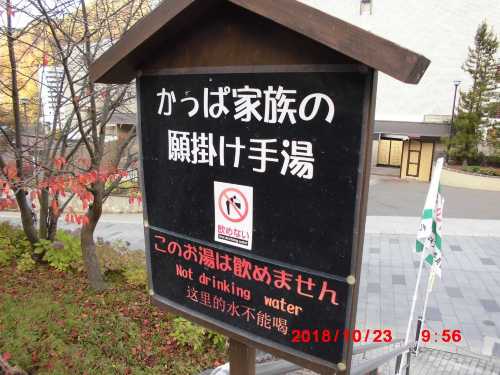 かっぱ家族の
願掛け手湯
飲めない
このお湯は飲めません
Not drinking water
这里的水不能喝
2018/10/23 9:56